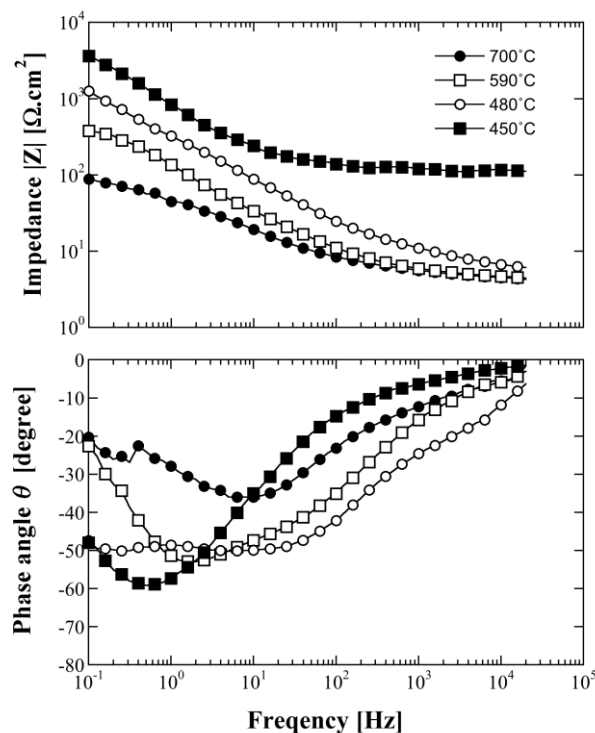 10^4
10^3
10^2
10^1
10^0
Impedance |Z| [Ω.cm^2]
700˚C
590˚C
480˚C
450˚C
0
-10
-20
-30
-40
-50
-60
-70
-80
Phase angle θ [degree]
10^-1 10^0 10^1 10^2 10^3 10^4 10^5
Freqency [Hz]